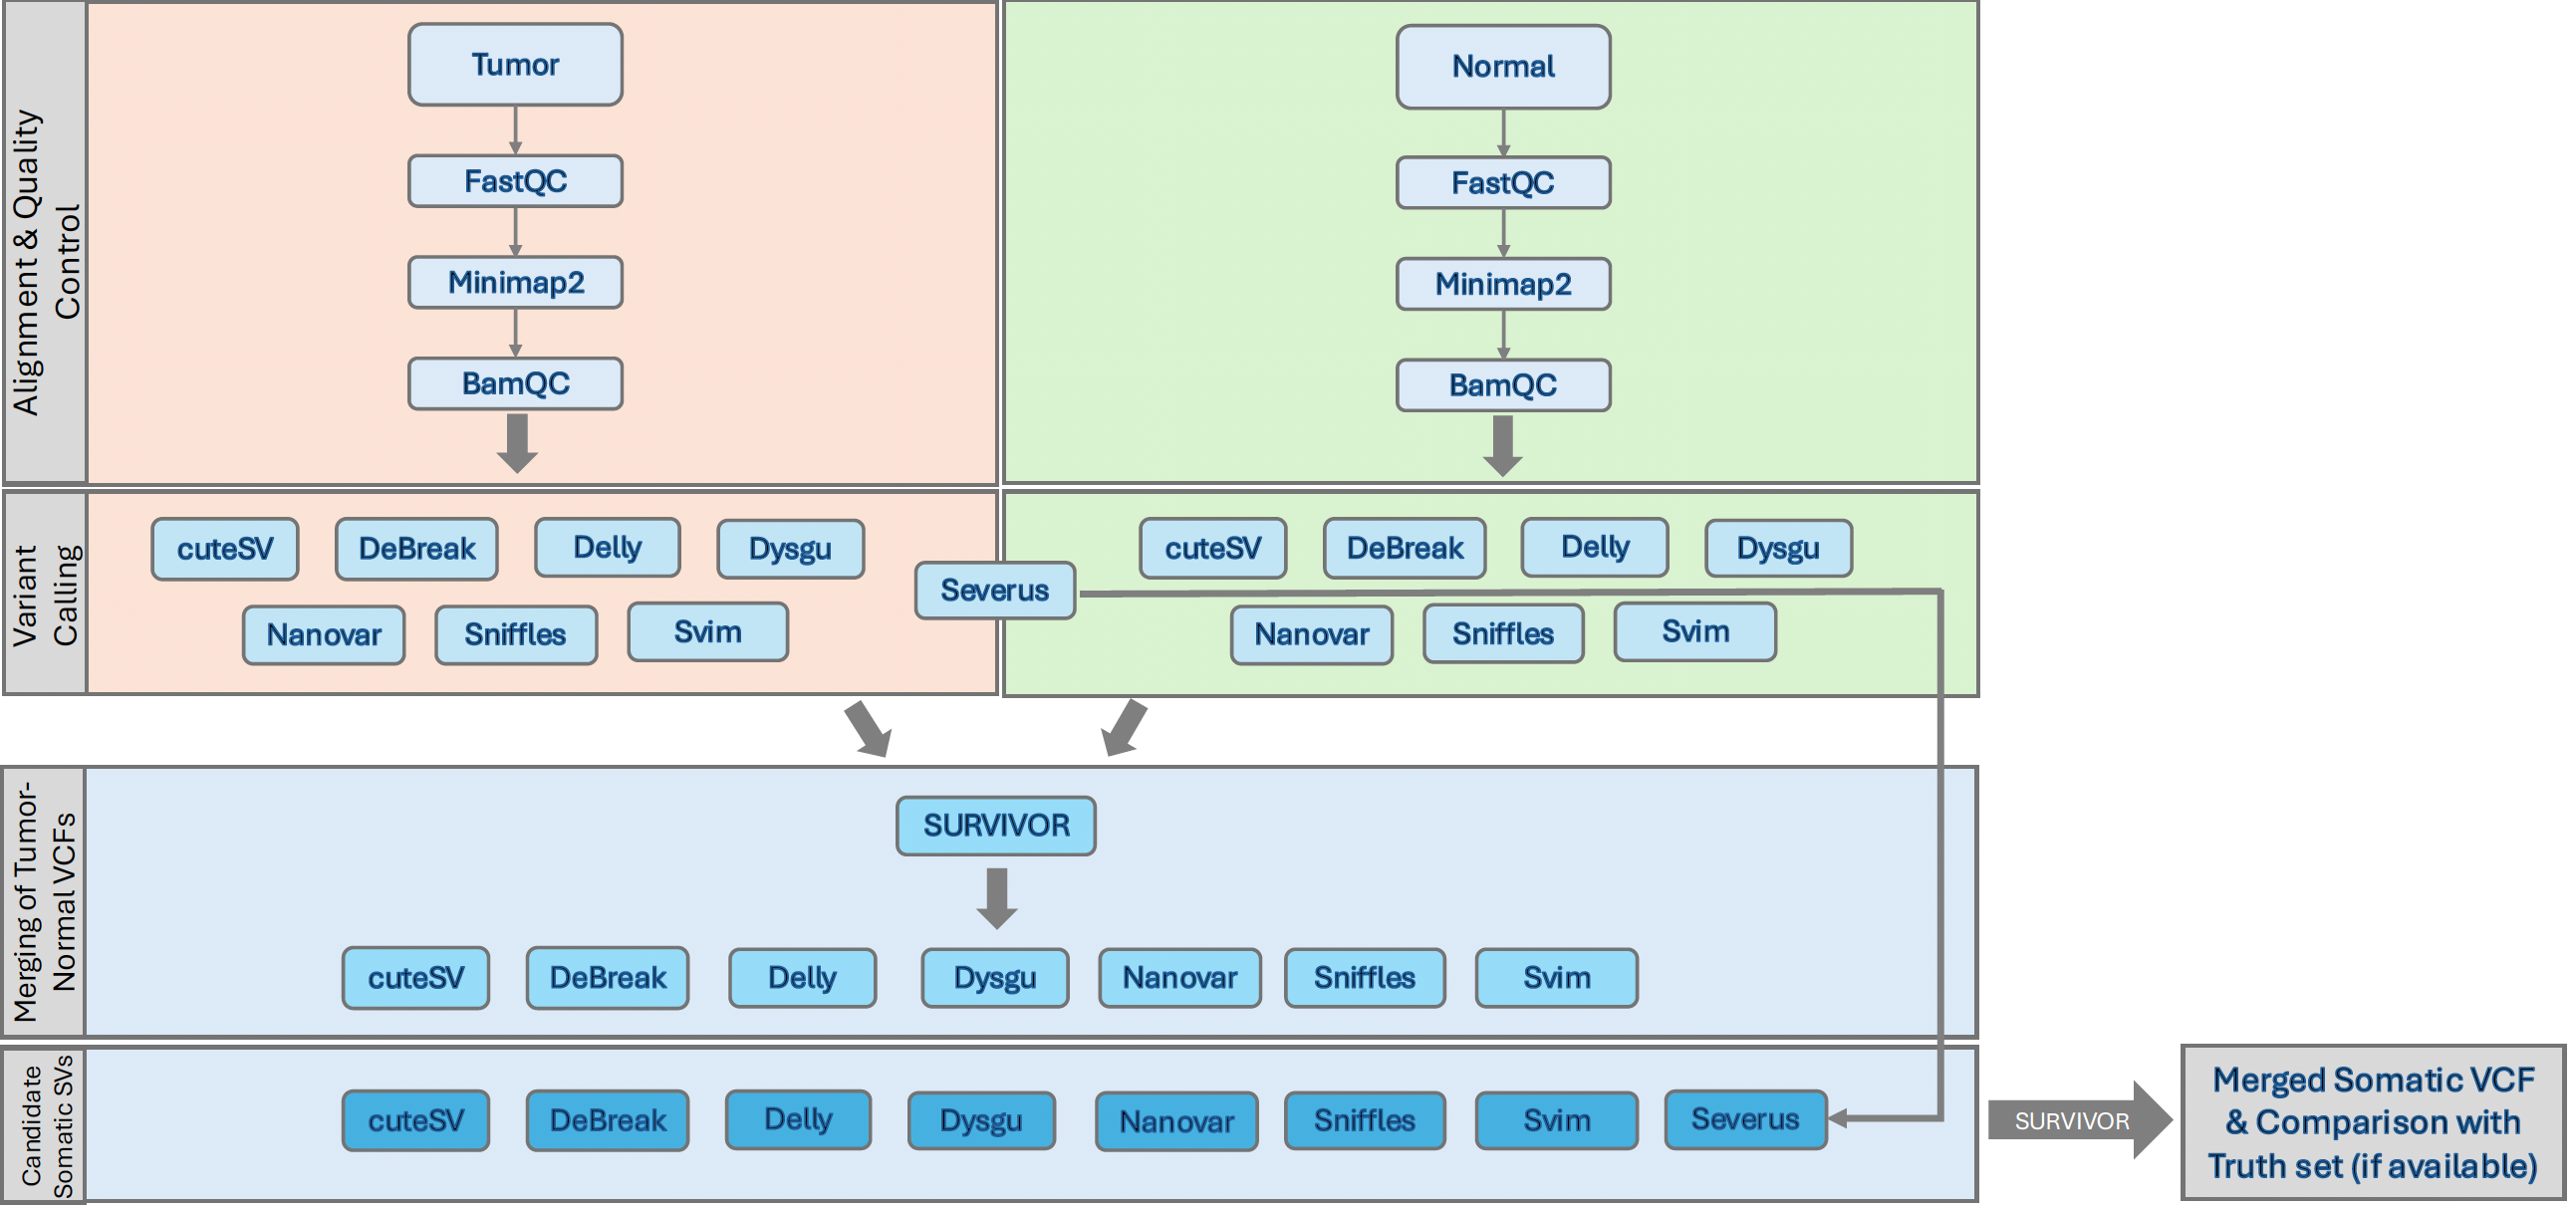 Alignment & Quality
Control
Tumor
FastQC
Minimap2
BamQC
Normal
FastQC
Minimap2
BamQC
Variant
Calling
cuteSV
DeBreak
Delly
Dysgu
Nanovar
Sniffles
Svim
Severus
cuteSV
DeBreak
Delly
Dysgu
Nanovar
Sniffles
Svim
Merging of Tumor-
Normal VCFs
SURVIVOR
cuteSV
DeBreak
Delly
Dysgu
Nanovar
Sniffles
Svim
Candidate
Somatic SVs
cuteSV
DeBreak
Delly
Dysgu
Nanovar
Sniffles
Svim
Severus
SURVIVOR
Merged Somatic VCF
& Comparison with
Truth set (if available)